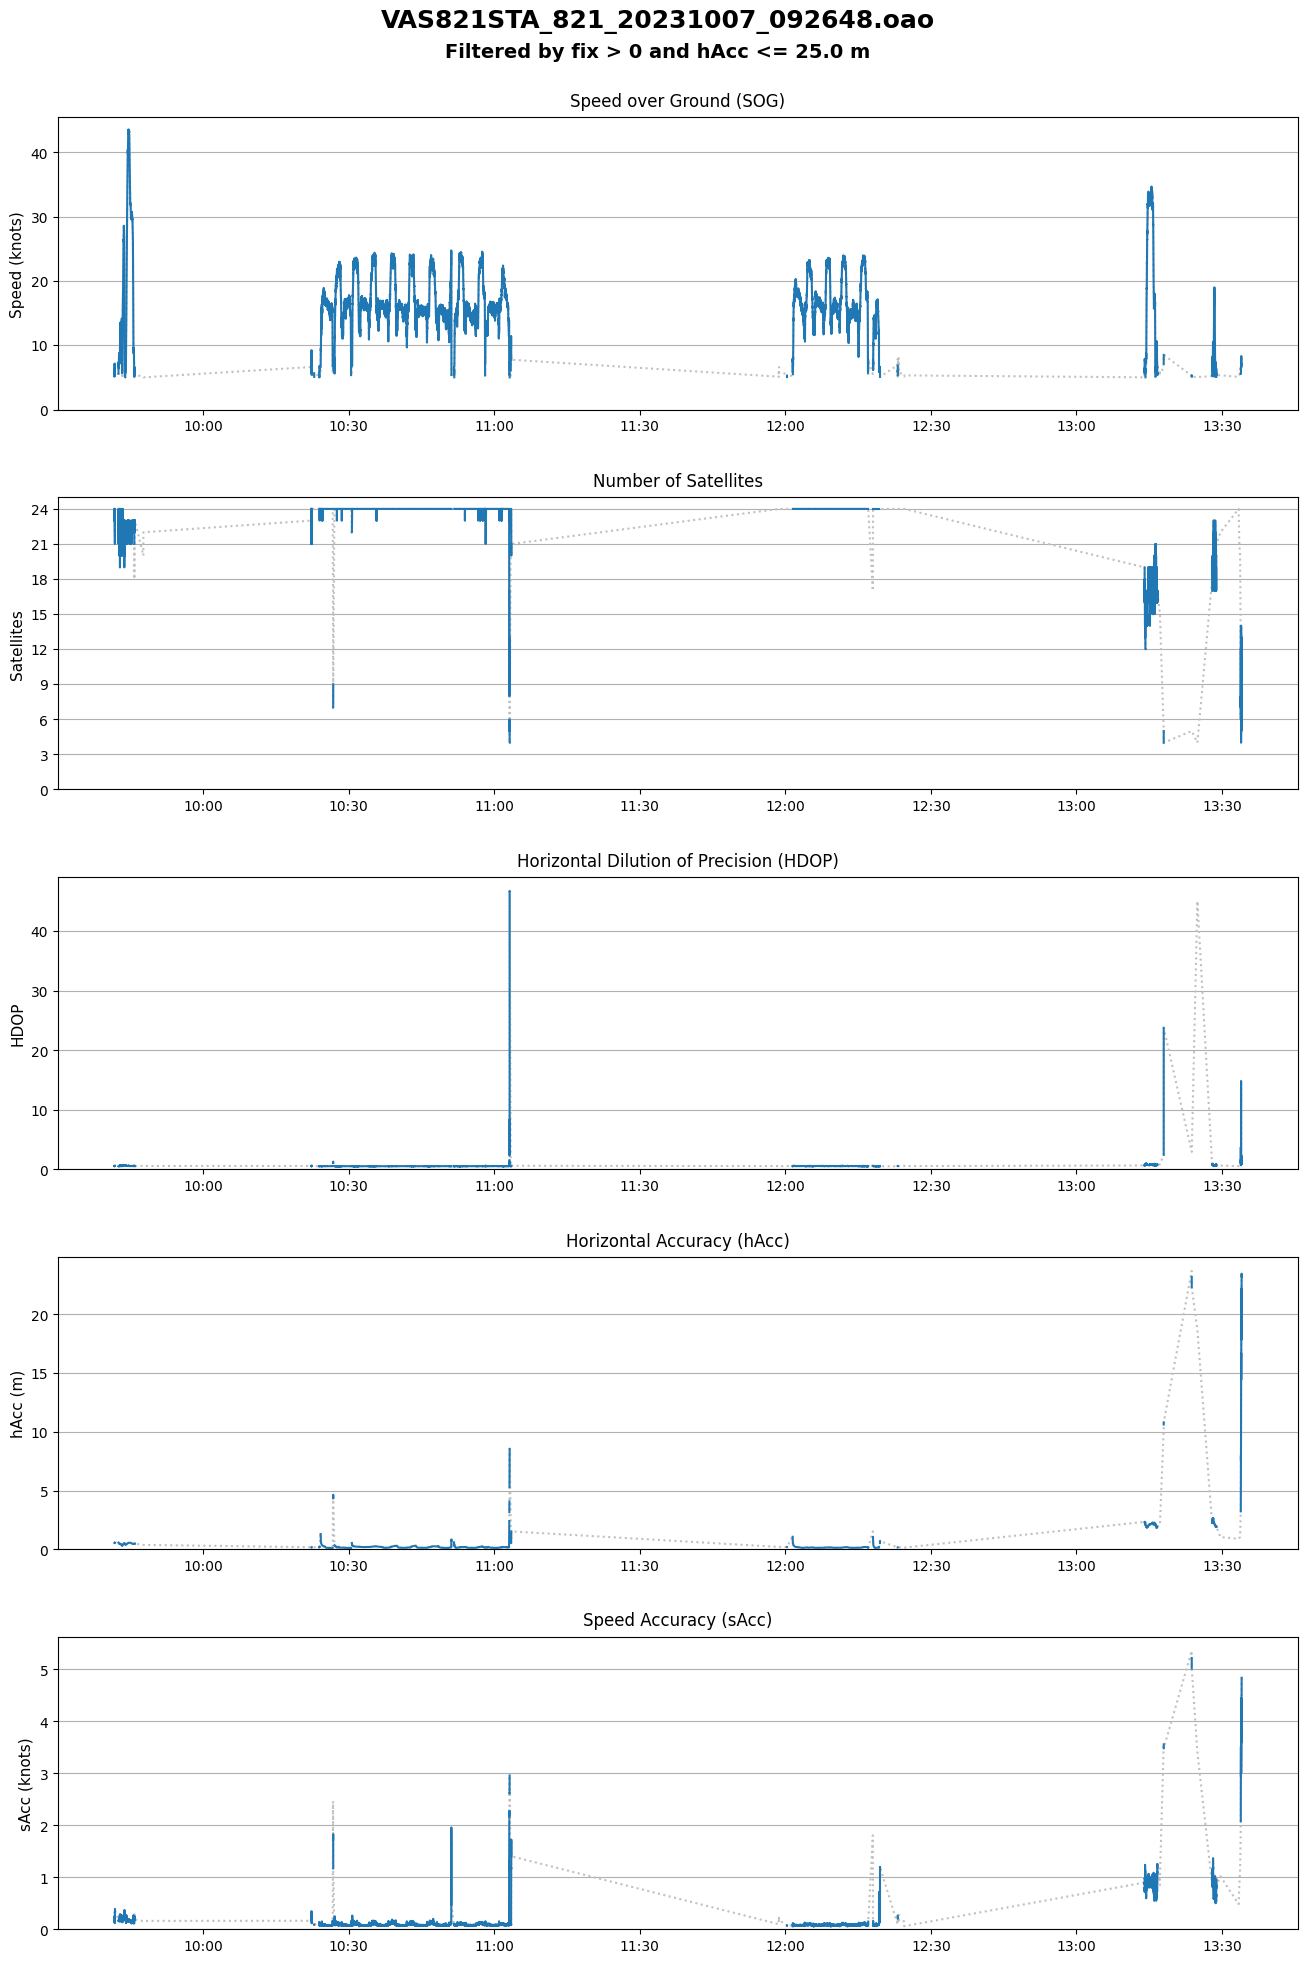 VAS821STA_821_20231007_092648.oao
Filtered by fix > 0 and hAcc <= 25.0 m
Speed over Ground (SOG)
Speed (knots)
40
30
20
10
0
10:00 10:30 11:00 11:30 12:00 12:30 13:00 13:30
Number of Satellites
Satellites
24
21
18
15
12
9
6
3
0
10:00 10:30 11:00 11:30 12:00 12:30 13:00 13:30
Horizontal Dilution of Precision (HDOP)
HDOP
40
30
20
10
0
10:00 10:30 11:00 11:30 12:00 12:30 13:00 13:30
Horizontal Accuracy (hAcc)
hAcc (m)
20
15
10
5
0
10:00 10:30 11:00 11:30 12:00 12:30 13:00 13:30
Speed Accuracy (sAcc)
sAcc (knots)
5
4
3
2
1
0
10:00 10:30 11:00 11:30 12:00 12:30 13:00 13:30